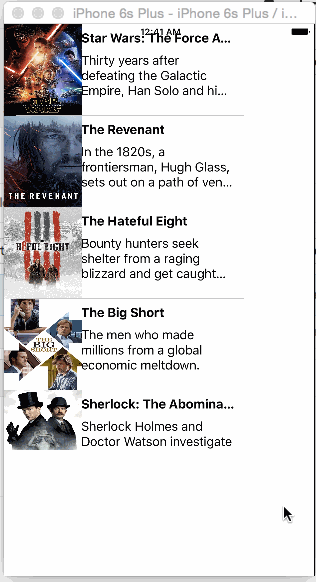 iPhone 6s Plus - iPhone 6s Plus / i...
12:41 AM
Star Wars: The Force A...
Thirty years after
defeating the Galactic
Empire, Han Solo and hi...
The Revenant
In the 1820s, a
frontiersman, Hugh Glass,
sets out on a path of ven...
THE REVENANT
The Hateful Eight
Bounty hunters seek
shelter from a raging
blizzard and get caught...
The Big Short
The men who made
millions from a global
economic meltdown.
THE
BIG
SHORT
Sherlock: The Abomina...
Sherlock Holmes and
Doctor Watson investigate